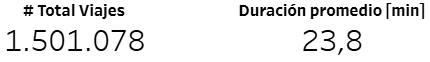 # Total Viajes Duración promedio [min]
1.501.078 23,8